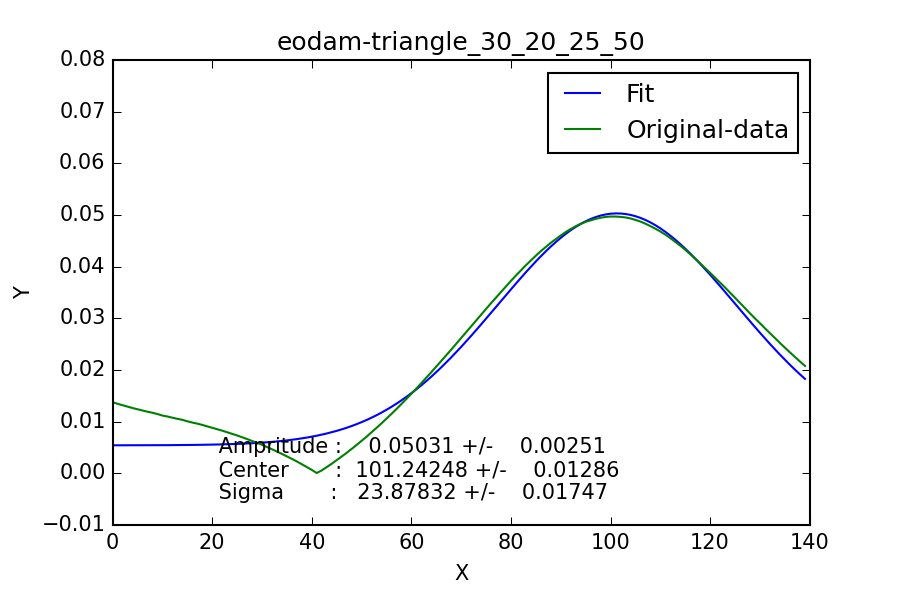 eodam-triangle_30_20_25_50
0.08
0.07
0.06
0.05
0.04
0.03
0.02
0.01
0.00
−0.01
Y
Fit
Original-data
Amplitude : 0.05031 +/- 0.00251
Center : 101.24248 +/- 0.01286
Sigma : 23.87832 +/- 0.01747
0 20 40 60 80 100 120 140
X